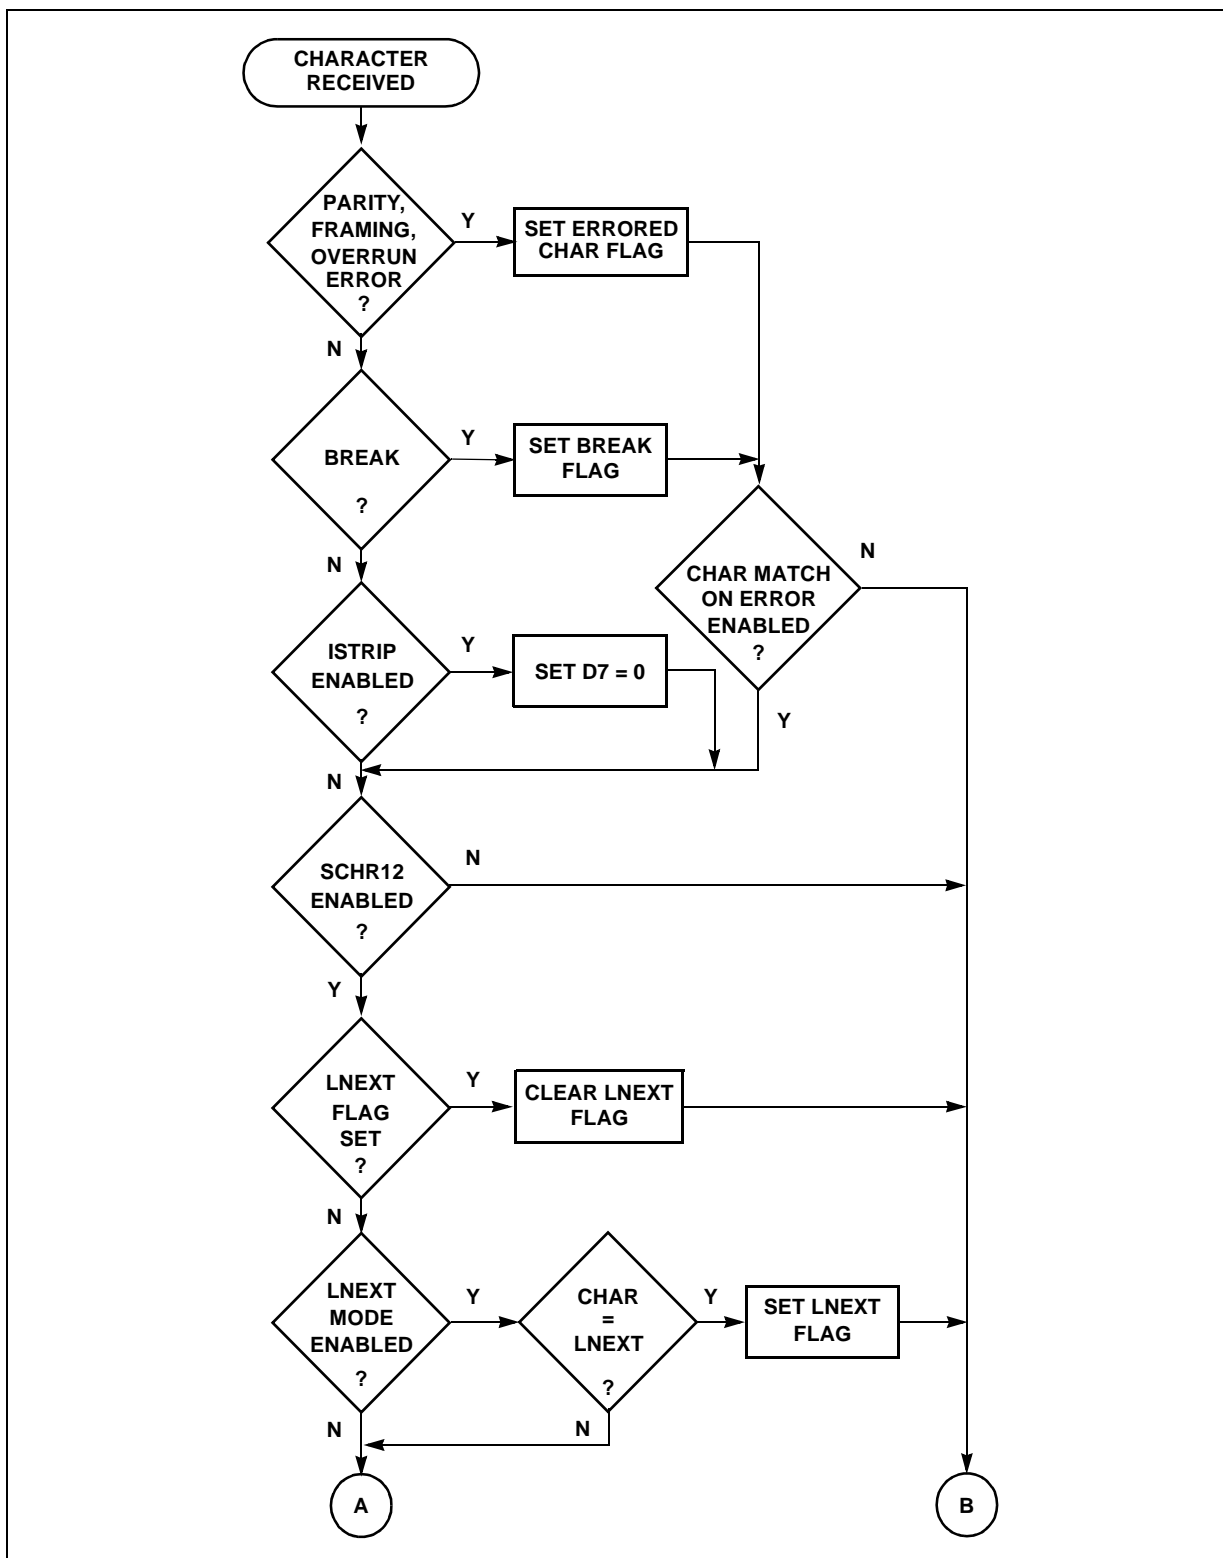 CHARACTER
RECEIVED
PARITY,
FRAMING,
OVERRUN
ERROR
?
Y
SET ERRORED
CHAR FLAG
N
BREAK
?
Y
SET BREAK
FLAG
N
CHAR MATCH
ON ERROR
ENABLED
?
N
Y
ISTRIP
ENABLED
?
Y
SET D7 = 0
N
SCHR12
ENABLED
?
N
Y
LNEXT
FLAG
SET
?
Y
CLEAR LNEXT
FLAG
N
LNEXT
MODE
ENABLED
?
Y
CHAR
=
LNEXT
?
Y
SET LNEXT
FLAG
N
N
A
B